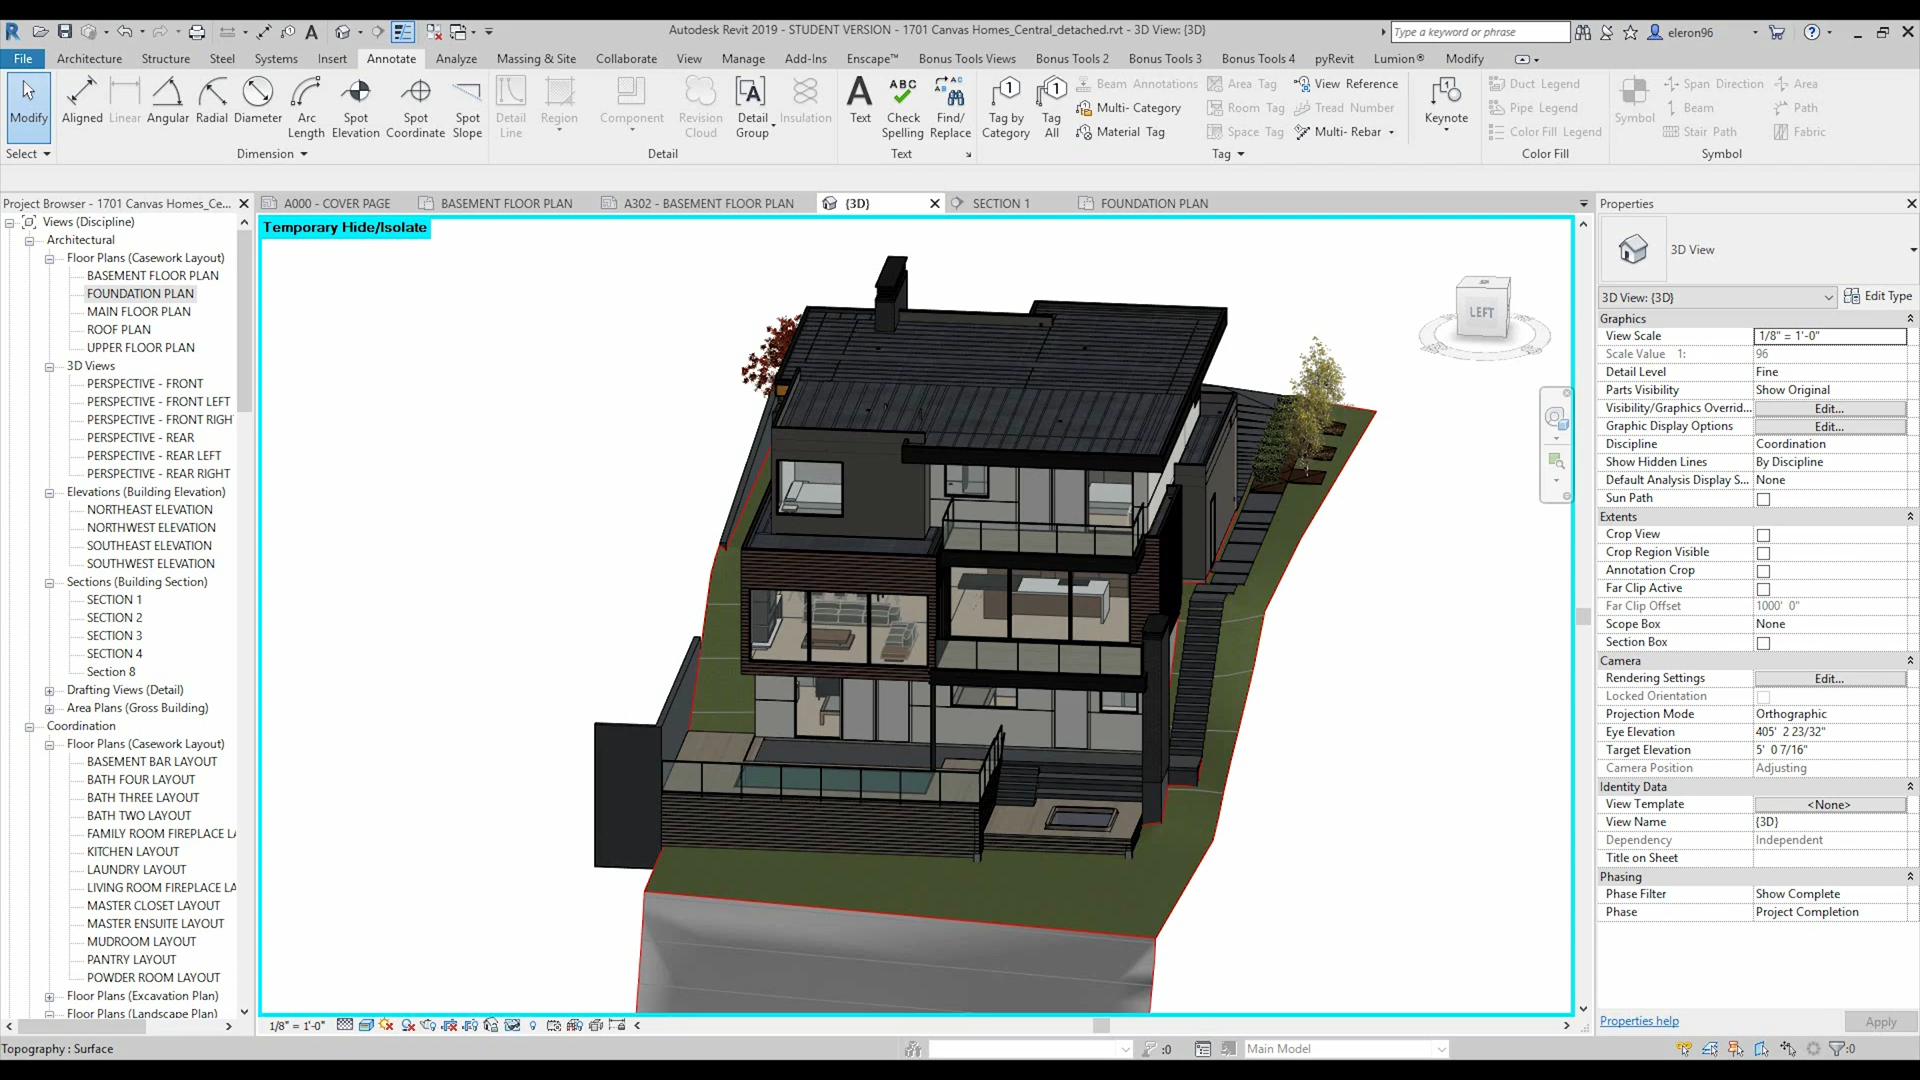 Autodesk Revit 2019 - STUDENT VERSION - 1701 Canvas Homes_Central_detached.rvt - 3D View: {3D}
Type a keyword or phrase
eleron96
File Architecture Structure Steel Systems Insert Annotate Analyze Massing & Site Collaborate View Manage Add-Ins Enscape™ Bonus Tools Views Bonus Tools 2 Bonus Tools 3 Bonus Tools 4 pyRevit Lumion® Modify
Modify
Select
Aligned Linear Angular Radial Diameter Arc Length Spot Elevation Spot Coordinate Spot Slope
Dimension
Detail Line Region Component Revision Cloud Detail Group Insulation
Detail
Text Check Spelling Find/ Replace
Text
Tag by Category Tag All
Beam Annotations Area Tag View Reference
Multi- Category Room Tag Tread Number
Material Tag Space Tag Multi- Rebar
Tag
Keynote
Duct Legend
Pipe Legend
Color Fill Legend
Color Fill
Symbol
Span Direction Area
Beam Path
Stair Path Fabric
Symbol
Project Browser - 1701 Canvas Homes_Ce...
A000 - COVER PAGE BASEMENT FLOOR PLAN A302 - BASEMENT FLOOR PLAN {3D} SECTION 1 FOUNDATION PLAN
Views (Discipline)
Architectural
Floor Plans (Casework Layout)
BASEMENT FLOOR PLAN
FOUNDATION PLAN
MAIN FLOOR PLAN
ROOF PLAN
UPPER FLOOR PLAN
3D Views
PERSPECTIVE - FRONT
PERSPECTIVE - FRONT LEFT
PERSPECTIVE - FRONT RIGH
PERSPECTIVE - REAR
PERSPECTIVE - REAR LEFT
PERSPECTIVE - REAR RIGHT
Elevations (Building Elevation)
NORTHEAST ELEVATION
NORTHWEST ELEVATION
SOUTHEAST ELEVATION
SOUTHWEST ELEVATION
Sections (Building Section)
SECTION 1
SECTION 2
SECTION 3
SECTION 4
Section 8
Drafting Views (Detail)
Area Plans (Gross Building)
Coordination
Floor Plans (Casework Layout)
BASEMENT BAR LAYOUT
BATH FOUR LAYOUT
BATH THREE LAYOUT
BATH TWO LAYOUT
FAMILY ROOM FIREPLACE LA
KITCHEN LAYOUT
LAUNDRY LAYOUT
LIVING ROOM FIREPLACE LA
MASTER CLOSET LAYOUT
MASTER ENSUITE LAYOUT
MUDROOM LAYOUT
PANTRY LAYOUT
POWDER ROOM LAYOUT
Floor Plans (Excavation Plan)
Floor Plans (Landscape Plan)
Temporary Hide/Isolate
LEFT
Properties
3D View
3D View: {3D} Edit Type
Graphics
View Scale 1/8" = 1'-0"
Scale Value 1: 96
Detail Level Fine
Parts Visibility Show Original
Visibility/Graphics Overrid... Edit...
Graphic Display Options Edit...
Discipline Coordination
Show Hidden Lines By Discipline
Default Analysis Display S... None
Sun Path
Extents
Crop View
Crop Region Visible
Annotation Crop
Far Clip Active
Far Clip Offset 1000' 0"
Scope Box None
Section Box
Camera
Rendering Settings Edit...
Locked Orientation
Projection Mode Orthographic
Eye Elevation 405' 2 23/32"
Target Elevation 5' 0 7/16"
Camera Position Adjusting
Identity Data
View Template <None>
View Name {3D}
Dependency Independent
Title on Sheet
Phasing
Phase Filter Show Complete
Phase Project Completion
Properties help Apply
1/8" = 1'-0"
Topography : Surface
:0
Main Model
:0